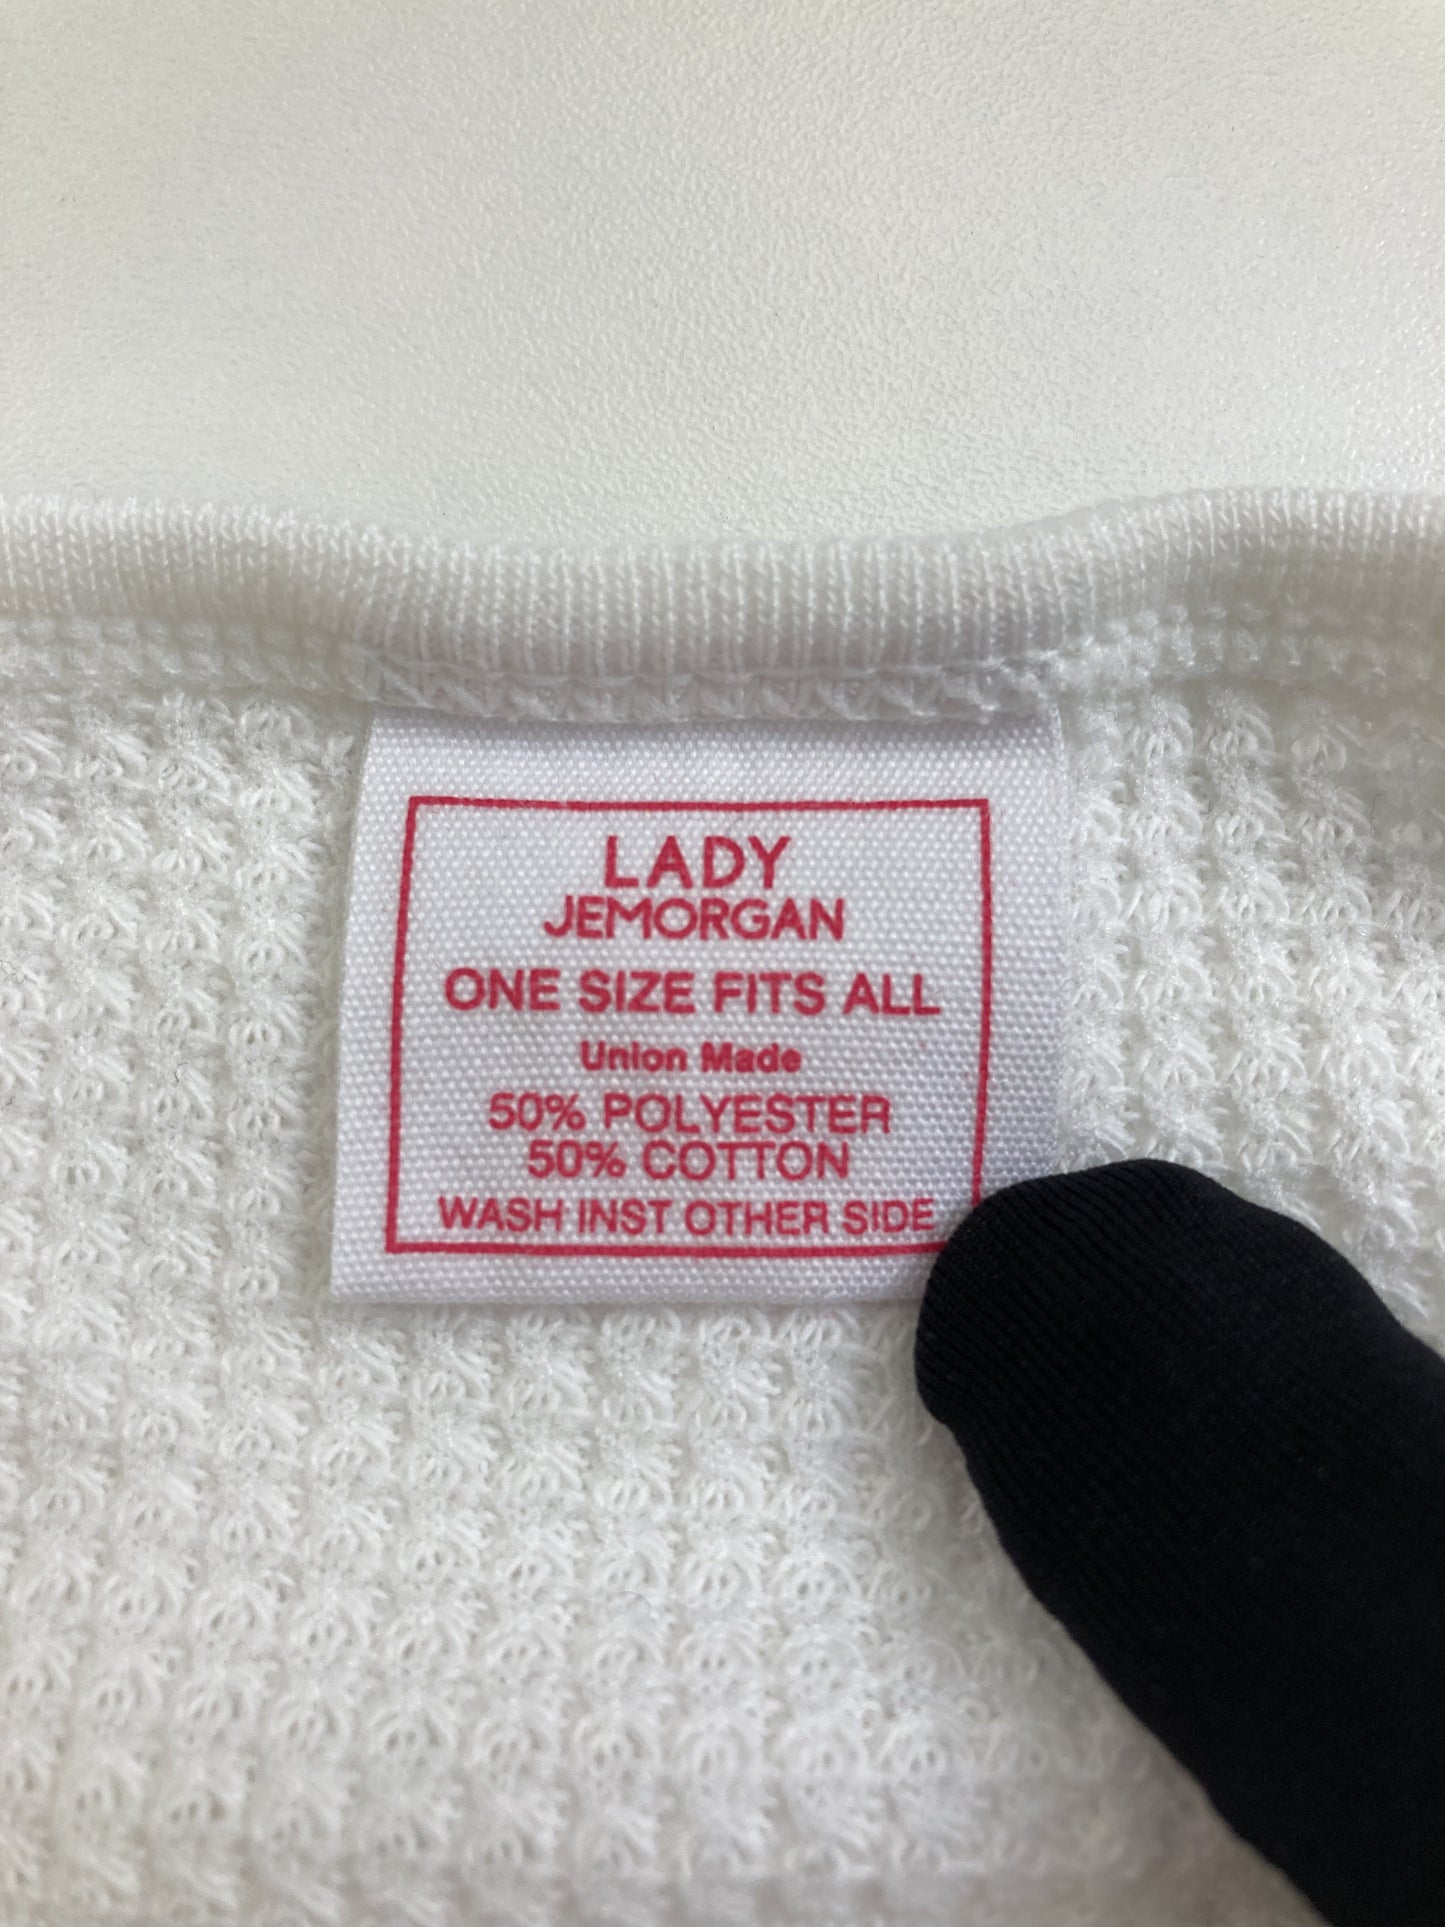 LADY
JEMORGAN
ONE SIZE FITS ALL
Union Made
50% POLYESTER
50% COTTON
WASH INST OTHER SIDE